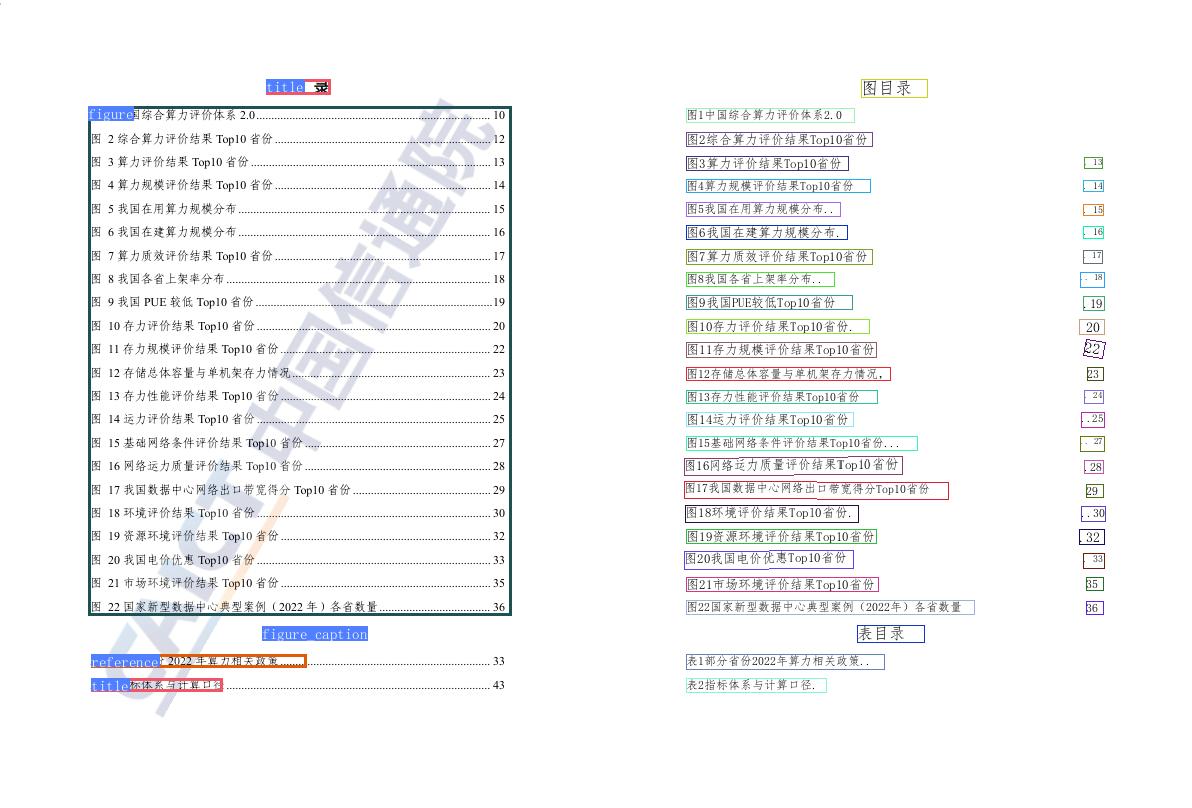 title 录
figure 国综合算力评价体系 2.0 10
图 2 综合算力评价结果 Top10 省份 12
图 3 算力评价结果 Top10 省份 13
图 4 算力规模评价结果 Top10 省份 14
图 5 我国在用算力规模分布 15
图 6 我国在建算力规模分布 16
图 7 算力质效评价结果 Top10 省份 17
图 8 我国各省上架率分布 18
图 9 我国 PUE 较低 Top10 省份 19
图 10 存力评价结果 Top10 省份 20
图 11 存力规模评价结果 Top10 省份 22
图 12 存储总体容量与单机架存力情况 23
图 13 存力性能评价结果 Top10 省份 24
图 14 运力评价结果 Top10 省份 25
图 15 基础网络条件评价结果 Top10 省份 27
图 16 网络运力质量评价结果 Top10 省份 28
图 17 我国数据中心网络出口带宽得分 Top10 省份 29
图 18 环境评价结果 Top10 省份 30
图 19 资源环境评价结果 Top10 省份 32
图 20 我国电价优惠 Top10 省份 33
图 21 市场环境评价结果 Top10 省份 35
图 22 国家新型数据中心典型案例（2022 年）各省数量 36
figure caption
reference 2022 年算力相关政策 33
title 标体系与计算口径 43
CAICT 中国信通院
图目录
图1中国综合算力评价体系2.0
图2综合算力评价结果Top10省份
图3算力评价结果Top10省份 . 13
图4算力规模评价结果Top10省份 . 14
图5我国在用算力规模分布.. 15
图6我国在建算力规模分布. . 16
图7算力质效评价结果Top10省份 . 17
图8我国各省上架率分布.. .. 18
图9我国PUE较低Top10省份 . 19
图10存力评价结果Top10省份. 20
图11存力规模评价结果Top10省份 22
图12存储总体容量与单机架存力情况, 23
图13存力性能评价结果Top10省份 . 24
图14运力评价结果Top10省份 ..25
图15基础网络条件评价结果Top10省份... .. 27
图16网络运力质量评价结果Top10省份 . 28
图17我国数据中心网络出口带宽得分Top10省份 29
图18环境评价结果Top10省份. ..30
图19资源环境评价结果Top10省份 . 32
图20我国电价优惠Top10省份 . 33
图21市场环境评价结果Top10省份 35
图22国家新型数据中心典型案例（2022年）各省数量 36
表目录
表1部分省份2022年算力相关政策..
表2指标体系与计算口径.